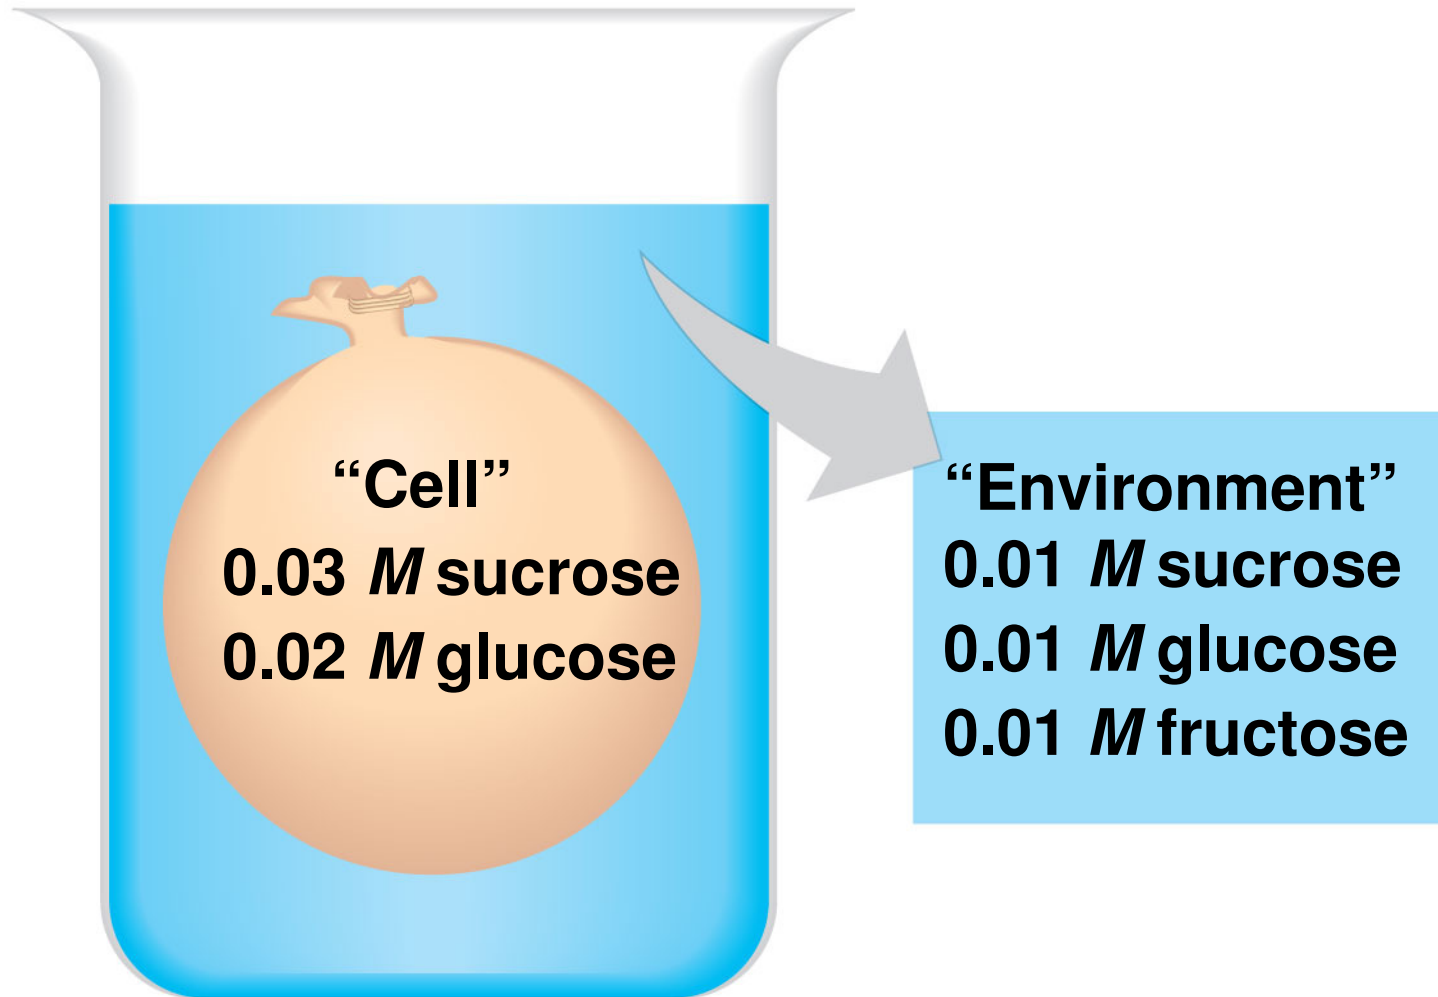 “Cell”
0.03 M sucrose
0.02 M glucose
“Environment”
0.01 M sucrose
0.01 M glucose
0.01 M fructose